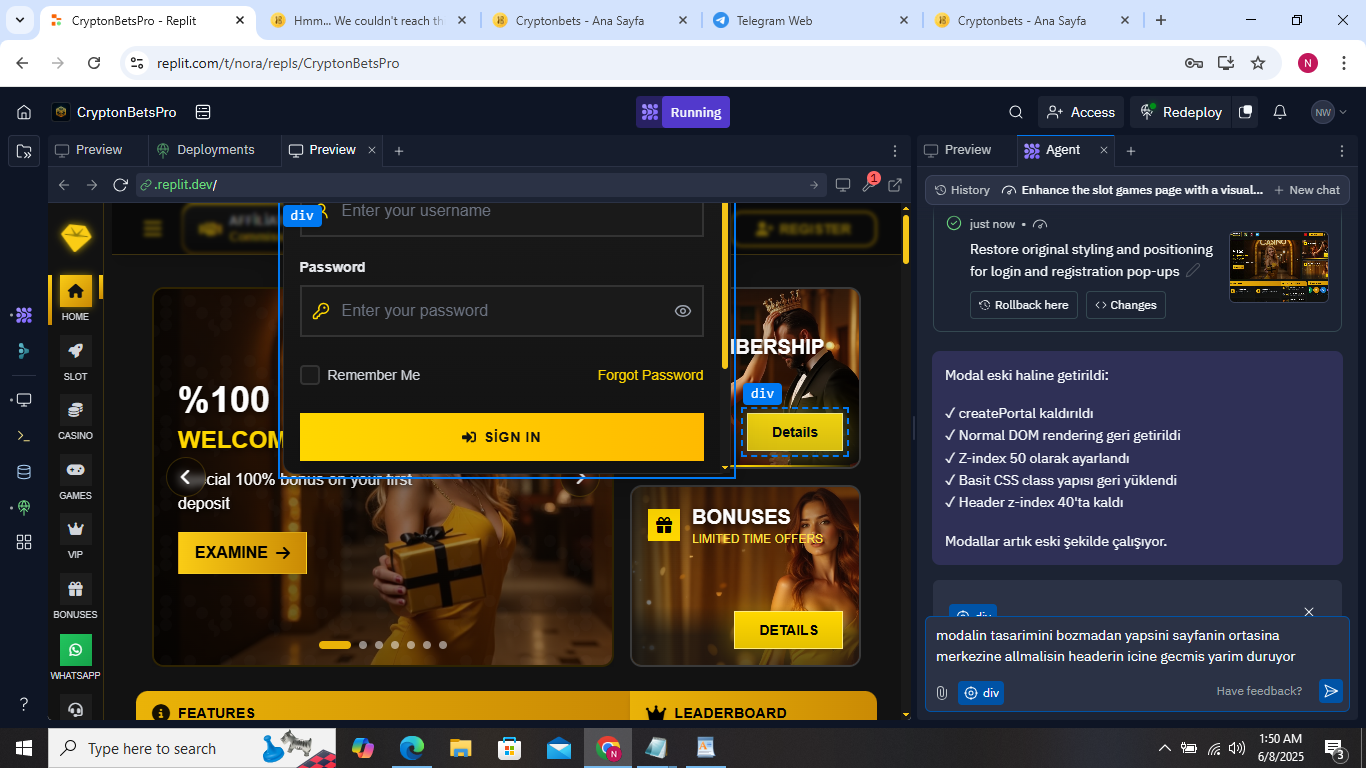 CryptonBetsPro - Replit
Hmm... We couldn't reach th
Cryptonbets - Ana Sayfa
Telegram Web
Cryptonbets - Ana Sayfa
replit.com/t/nora/repls/CryptonBetsPro
N
CryptonBetsPro
Running
Access
Redeploy
NW
Preview
Deployments
Preview
Preview
Agent
.replit.dev/
1
History
Enhance the slot games page with a visual...
New chat
div
Enter your username
REGISTER
Password
Enter your password
Remember Me
Forgot Password
SİGN IN
HOME
SLOT
CASINO
GAMES
VIP
BONUSES
WHATSAPP
%100
WELCOM
cial 100% bonus on your first
deposit
EXAMINE
IBERSHIP
div
Details
BONUSES
LIMITED TIME OFFERS
DETAILS
FEATURES
LEADERBOARD
just now
Restore original styling and positioning
for login and registration pop-ups
Rollback here
Changes
Modal eski haline getirildi:
✓ createPortal kaldırıldı
✓ Normal DOM rendering geri getirildi
✓ Z-index 50 olarak ayarlandı
✓ Basit CSS class yapısı geri yüklendi
✓ Header z-index 40'ta kaldı
Modallar artık eski şekilde çalışıyor.
div
modalin tasarimini bozmadan yapsini sayfanin ortasina
merkezine allmalisin headerin icine gecmis yarim duruyor
div
Have feedback?
Type here to search
N
1:50 AM
6/8/2025
3